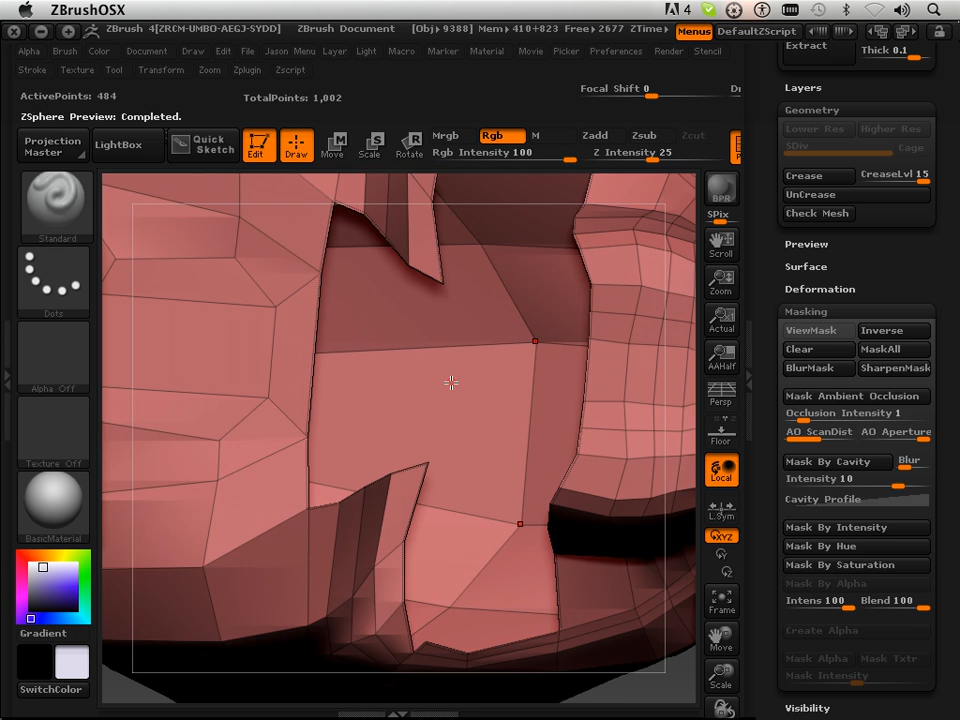 ZBrushOSX
4
ZBrush 4[ZRCM-UMBO-AEGJ-SYDD] ZBrush Document [Obj]9388] Mem:410+823 Free:2677 ZTime▸ Menus DefaultZScript
Alpha Brush Color Document Draw Edit File Jason Menu Layer Light Macro Marker Material Movie Picker Preferences Render Stencil
Stroke Texture Tool Transform Zoom Zplugin Zscript
ActivePoints: 484 TotalPoints: 1,002 Focal Shift 0
ZSphere Preview: Completed.
Projection Master
LightBox
Quick Sketch
Edit Draw Move Scale Rotate
Mrgb Rgb M Zadd Zsub Zcut
Rgb Intensity 100 Z Intensity 25
Standard
Dots
Alpha Off
Texture Off
BasicMaterial
Gradient
SwitchColor
BPR
SPix
Scroll
Zoom
Actual
AAHalf
Persp
Floor
Local
L.Sym
XYZ
Y
Z
Frame
Move
Scale
Extract Thick 0.1
Layers
Geometry
Lower Res Higher Res
SDiv Cage
Crease CreaseLvl 15
UnCrease
Check Mesh
Preview
Surface
Deformation
Masking
ViewMask Inverse
Clear MaskAll
BlurMask SharpenMask
Mask Ambient Occlusion
Occlusion Intensity 1
AO ScanDist AO Aperture
Mask By Cavity Blur
Intensity 10
Cavity Profile
Mask By Intensity
Mask By Hue
Mask By Saturation
Mask By Alpha
Intens 100 Blend 100
Create Alpha
Mask Alpha Mask Txtr
Mask Intensity
Visibility